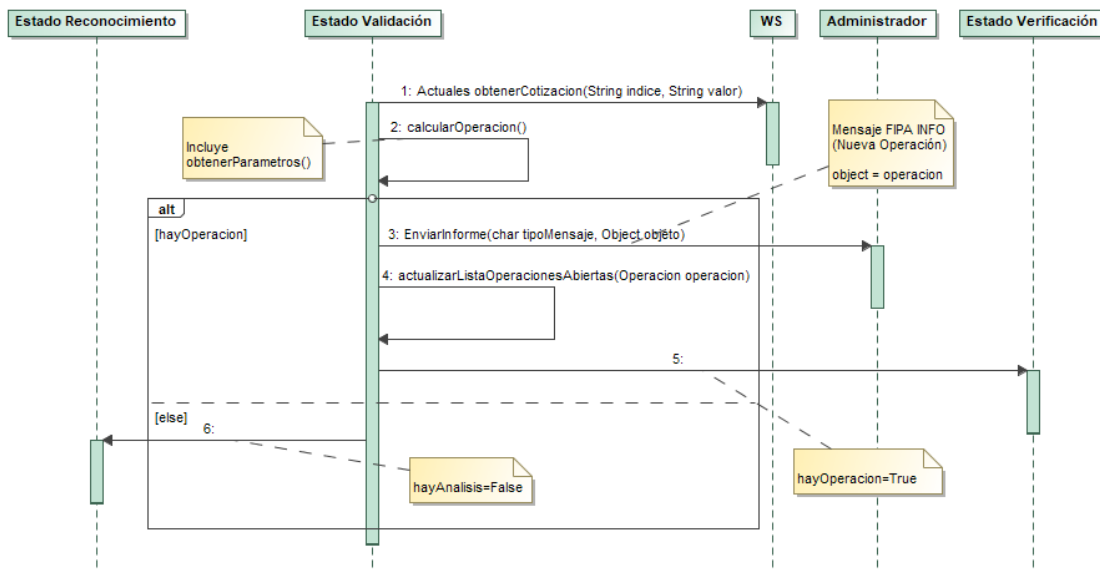 Estado Reconocimiento
Estado Validación
WS
Administrador
Estado Verificación
1: Actuales obtenerCotizacion(String indice, String valor)
2: calcularOperacion()
Incluye
obtenerParametros()
Mensaje FIPA INFO
(Nueva Operación)
object = operacion
alt
[hayOperacion]
3: EnviarInforme(char tipoMensaje, Object objeto)
4: actualizarListaOperacionesAbiertas(Operacion operacion)
5:
[else]
6:
hayAnalisis=False
hayOperacion=True